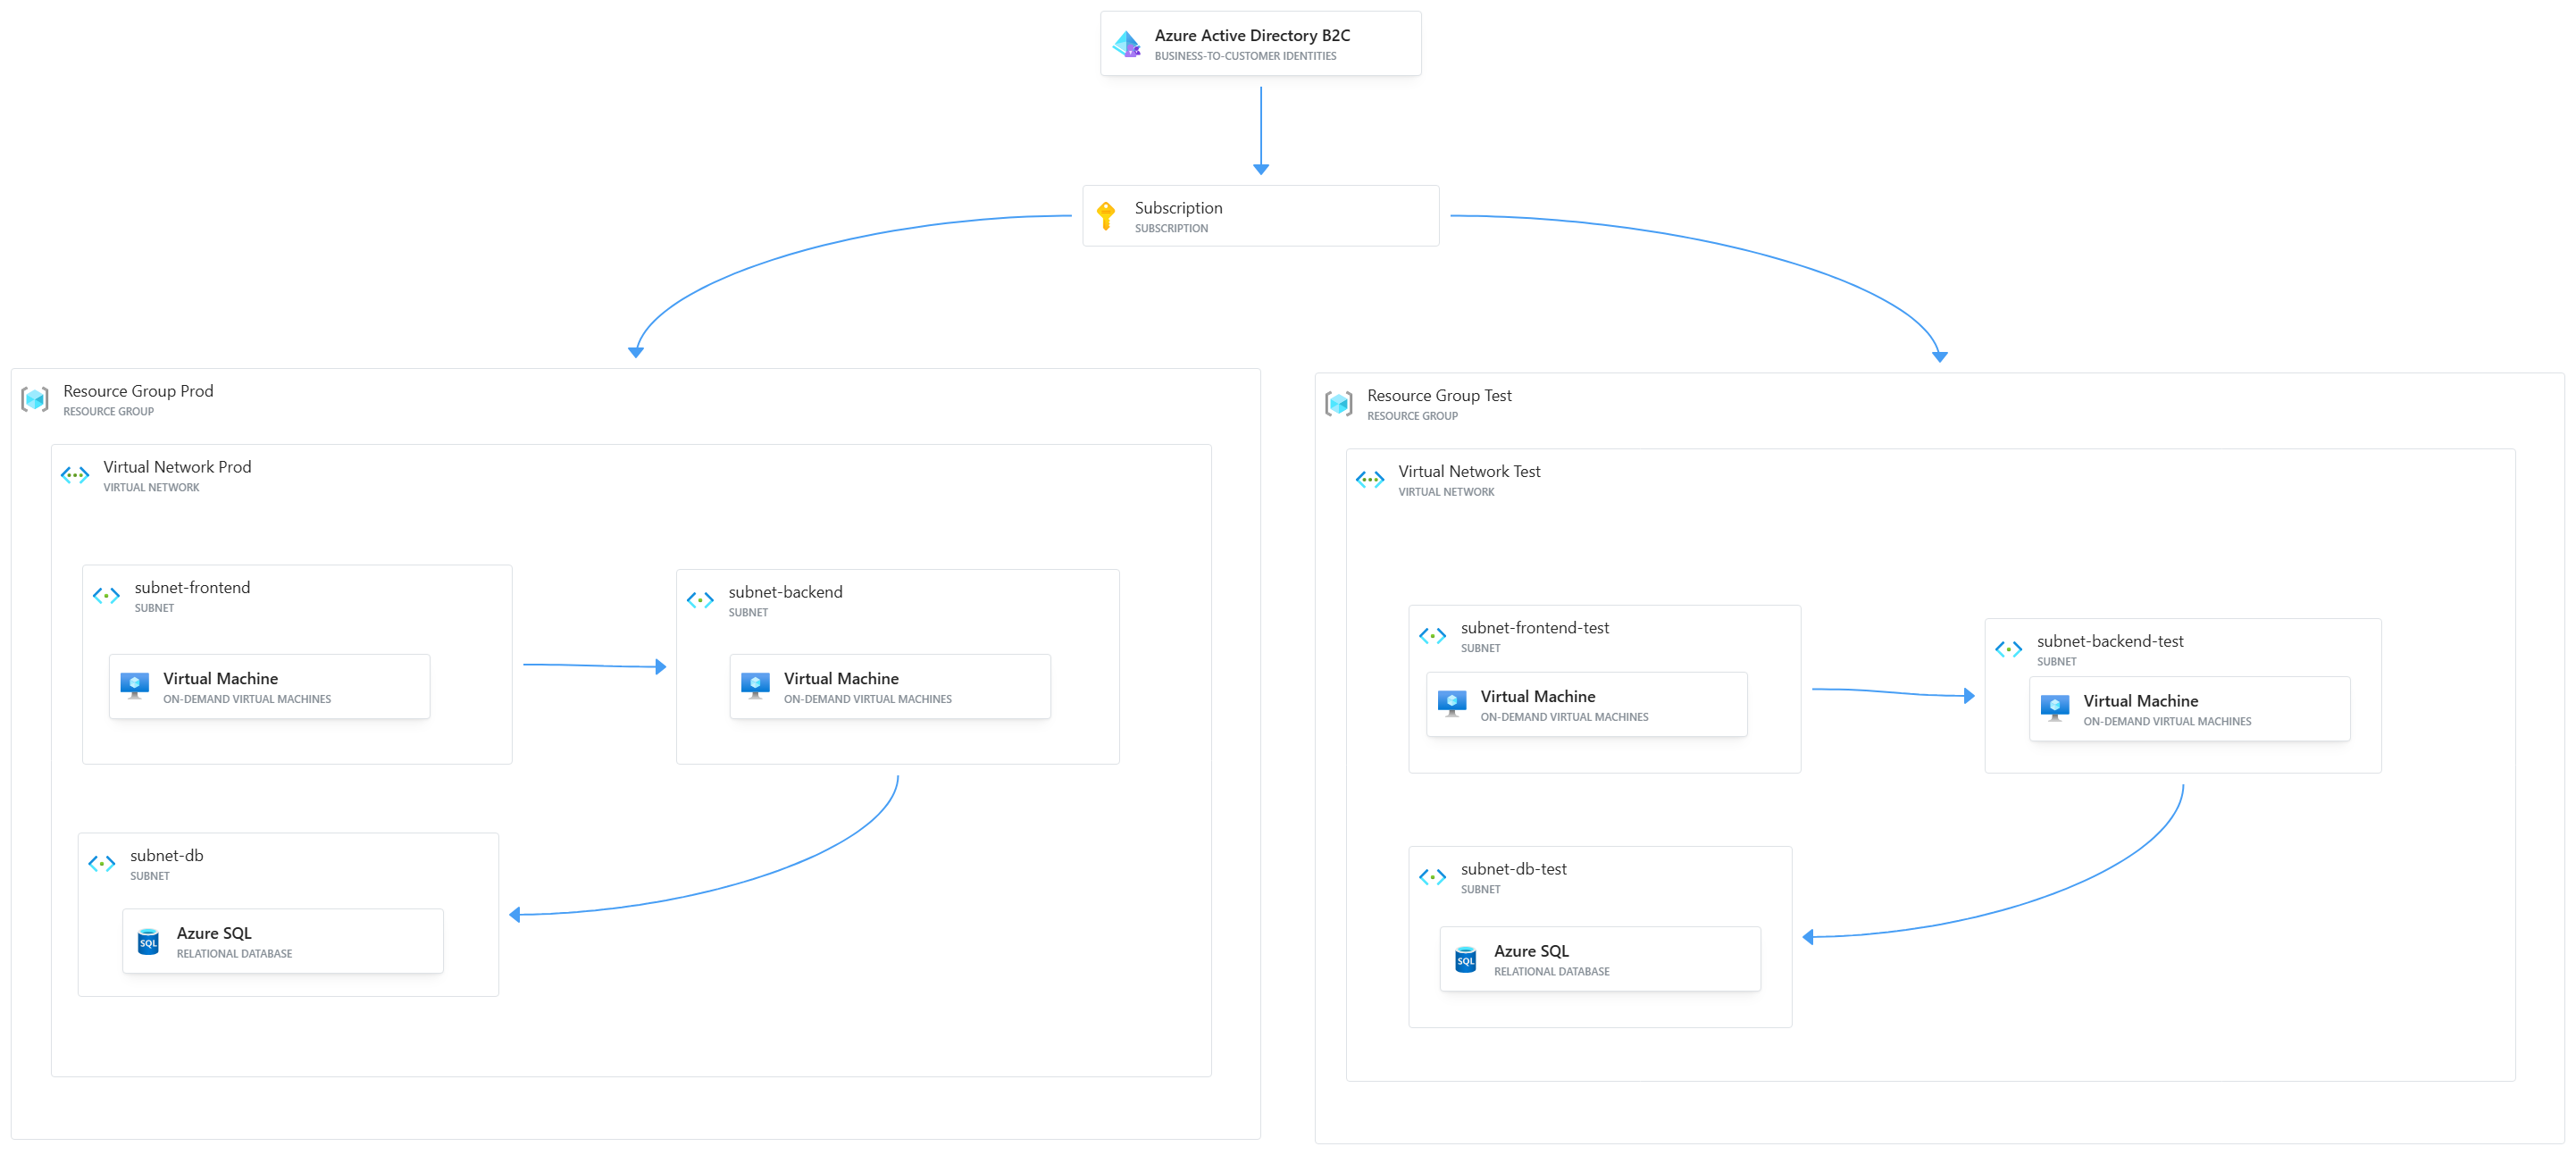 Azure Active Directory B2C
BUSINESS-TO-CUSTOMER IDENTITIES
Subscription
SUBSCRIPTION
Resource Group Prod
RESOURCE GROUP
Virtual Network Prod
VIRTUAL NETWORK
subnet-frontend
SUBNET
Virtual Machine
ON-DEMAND VIRTUAL MACHINES
subnet-backend
SUBNET
Virtual Machine
ON-DEMAND VIRTUAL MACHINES
subnet-db
SUBNET
SQL
Azure SQL
RELATIONAL DATABASE
Resource Group Test
RESOURCE GROUP
Virtual Network Test
VIRTUAL NETWORK
subnet-frontend-test
SUBNET
Virtual Machine
ON-DEMAND VIRTUAL MACHINES
subnet-backend-test
SUBNET
Virtual Machine
ON-DEMAND VIRTUAL MACHINES
subnet-db-test
SUBNET
SQL
Azure SQL
RELATIONAL DATABASE